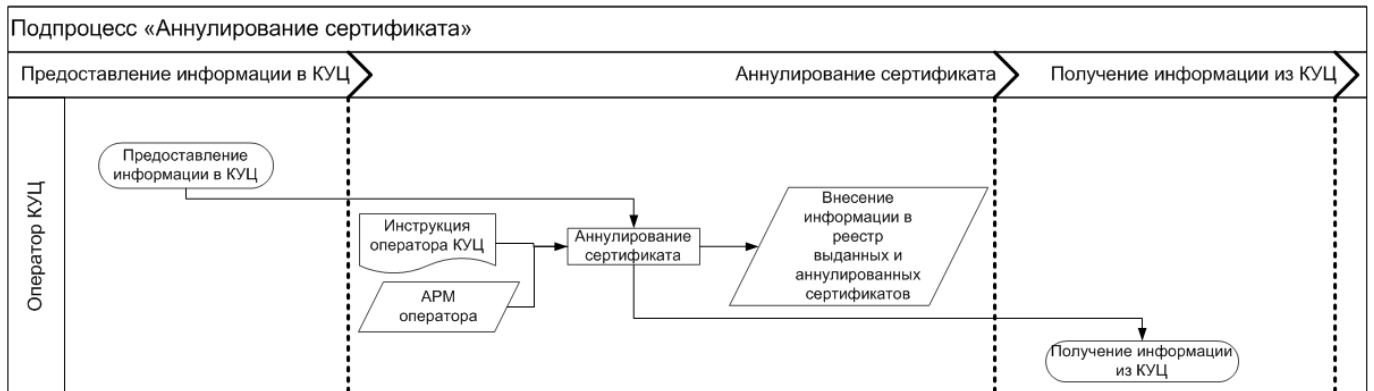 Подпроцесс «Аннулирование сертификата»
Предоставление информации в КУЦ
Аннулирование сертификата
Получение информации из КУЦ
Оператор КУЦ
Предоставление
информации в КУЦ
Инструкция
оператора КУЦ
АРМ
оператора
Аннулирование
сертификата
Внесение
информации в
реестр
выданных и
аннулированных
сертификатов
Получение информации
из КУЦ